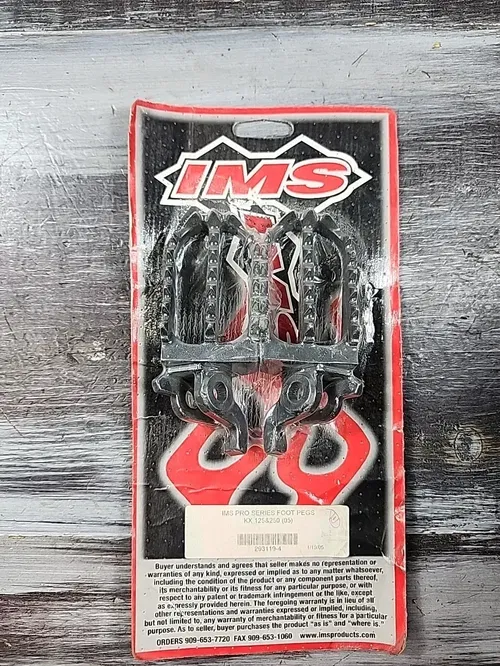 IMS
IMS PRO SERIES FOOT PEGS
KX 125&250 (05)
293119-4
Buyer understands and agrees that seller makes no representation or
warranties of any kind, expressed or implied as to any matter whatsoever,
including the condition of the product or any component parts thereof,
its merchantability or its fitness for any particular purpose, or with
respect to any patent or trademark infringement or the like, except
as expressly provided herein. The foregoing warranty is in lieu of all
other representations and warranties expressed or implied, including,
but not limited to, any warranty of merchantability or fitness for a particular
purpose. As to seller, buyer purchases the product "as is" and "where is."
ORDERS 909-653-7720 FAX 909-653-1060 www.imsproducts.com